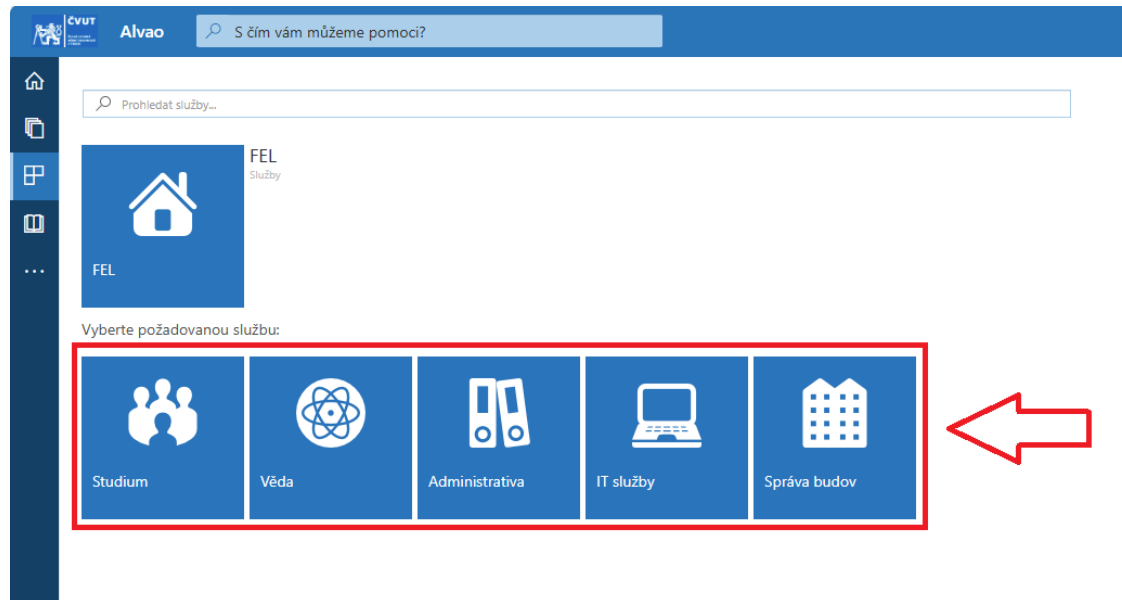 ČVUT
Alvao
S čím vám můžeme pomoci?
Prohledat služby...
FEL
Služby
FEL
Vyberte požadovanou službu:
Studium
Věda
Administrativa
IT služby
Správa budov